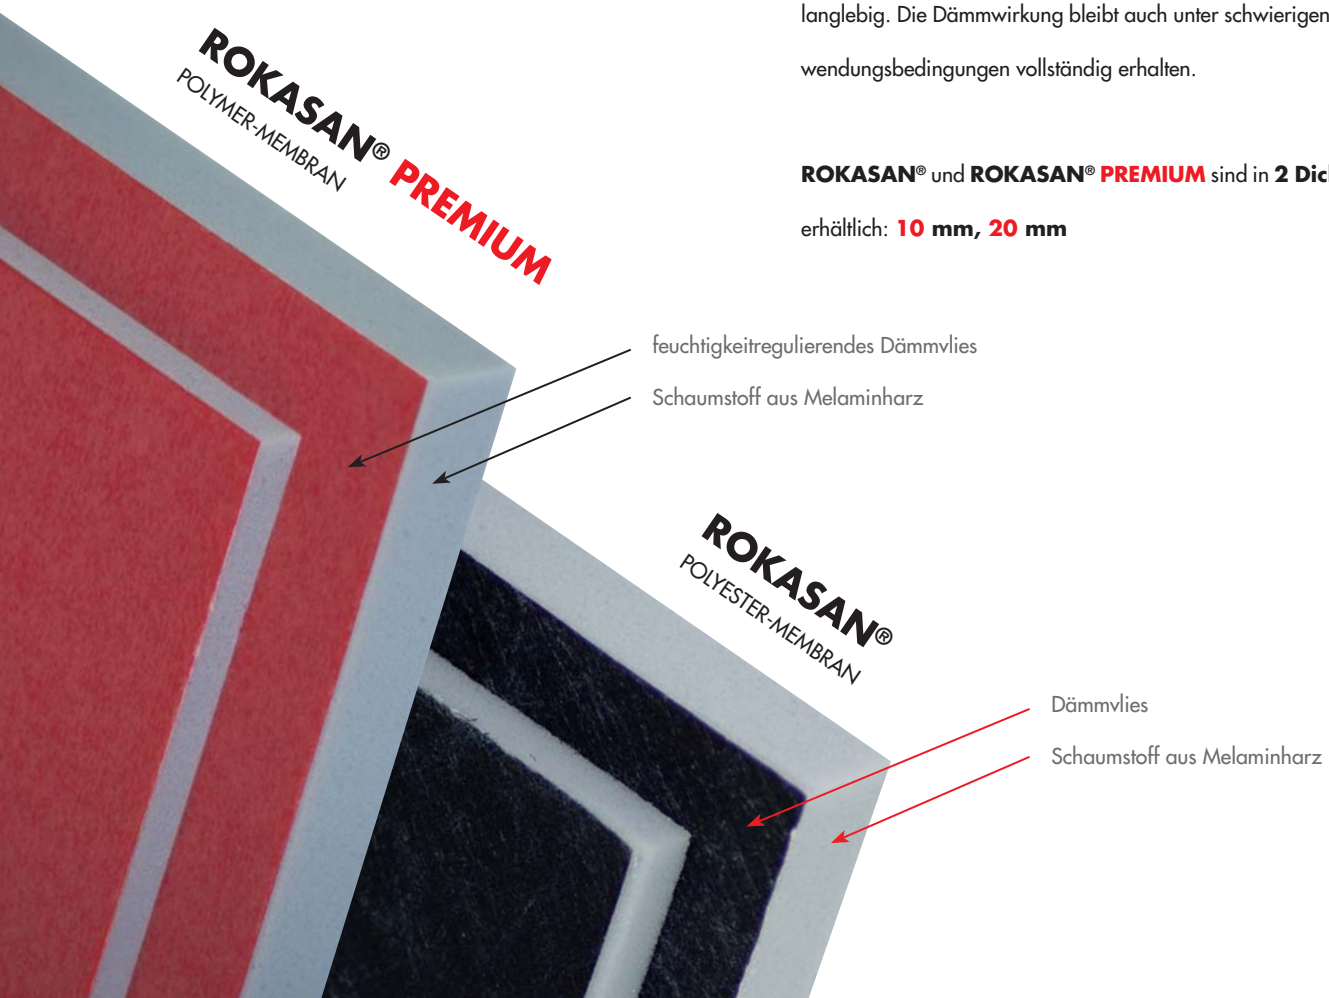 langlebig. Die Dämmwirkung bleibt auch unter schwierigen
wendungsbedingungen vollständig erhalten.
ROKASAN® und ROKASAN® PREMIUM sind in 2
erhältlich: 10 mm, 20 mm
ROKASAN® PREMIUM
POLYMER-MEMBRAN
feuchtigkeitregulierendes Dämmvlies
Schaumstoff aus Melaminharz
ROKASAN®
POLYESTER-MEMBRAN
Dämmvlies
Schaumstoff aus Melaminharz